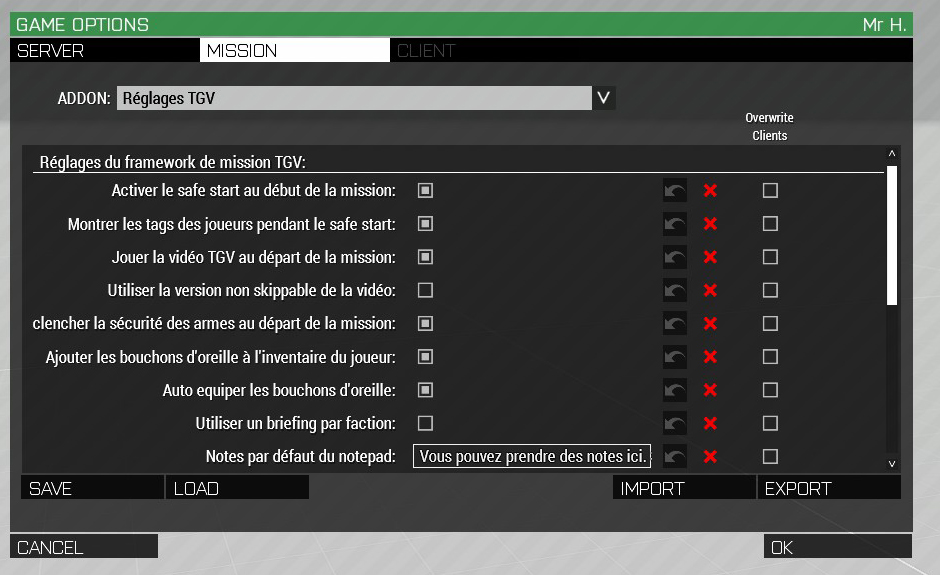 GAME OPTIONS Mr H.
SERVER MISSION CLIENT
ADDON: Réglages TGV
Overwrite
Clients
Réglages du framework de mission TGV:
Activer le safe start au début de la mission:
Montrer les tags des joueurs pendant le safe start:
Jouer la vidéo TGV au départ de la mission:
Utiliser la version non skippable de la vidéo:
clencher la sécurité des armes au départ de la mission:
Ajouter les bouchons d'oreille à l'inventaire du joueur:
Auto equiper les bouchons d'oreille:
Utiliser un briefing par faction:
Notes par défaut du notepad: Vous pouvez prendre des notes ici.
SAVE LOAD IMPORT EXPORT
CANCEL OK